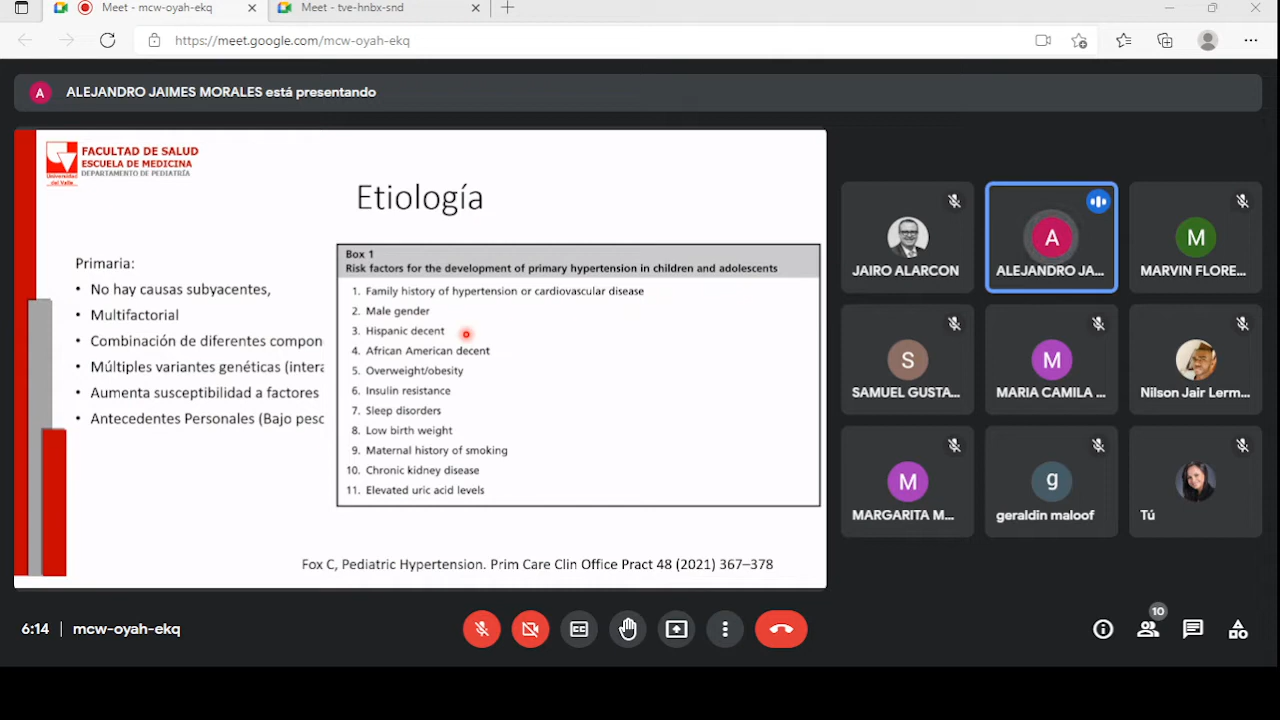 Meet - mcw-oyah-ekq
Meet - tve-hnbx-snd
https://meet.google.com/mcw-oyah-ekq
A ALEJANDRO JAIMES MORALES está presentando
FACULTAD DE SALUD
ESCUELA DE MEDICINA
DEPARTAMENTO DE PEDIATRÍA
Universidad
del Valle
Etiología
Primaria:
• No hay causas subyacentes,
• Multifactorial
• Combinación de diferentes compon
• Múltiples variantes genéticas (intera
• Aumenta susceptibilidad a factores
• Antecedentes Personales (Bajo peso
Box 1
Risk factors for the development of primary hypertension in children and adolescents
1. Family history of hypertension or cardiovascular disease
2. Male gender
3. Hispanic decent
4. African American decent
5. Overweight/obesity
6. Insulin resistance
7. Sleep disorders
8. Low birth weight
9. Maternal history of smoking
10. Chronic kidney disease
11. Elevated uric acid levels
Fox C, Pediatric Hypertension. Prim Care Clin Office Pract 48 (2021) 367–378
JAIRO ALARCON
A
ALEJANDRO JA...
M
MARVIN FLORE...
S
SAMUEL GUSTA...
M
MARIA CAMILA ...
Nilson Jair Lerm...
M
MARGARITA M...
g
geraldin maloof
Tú
6:14 | mcw-oyah-ekq
CC
10